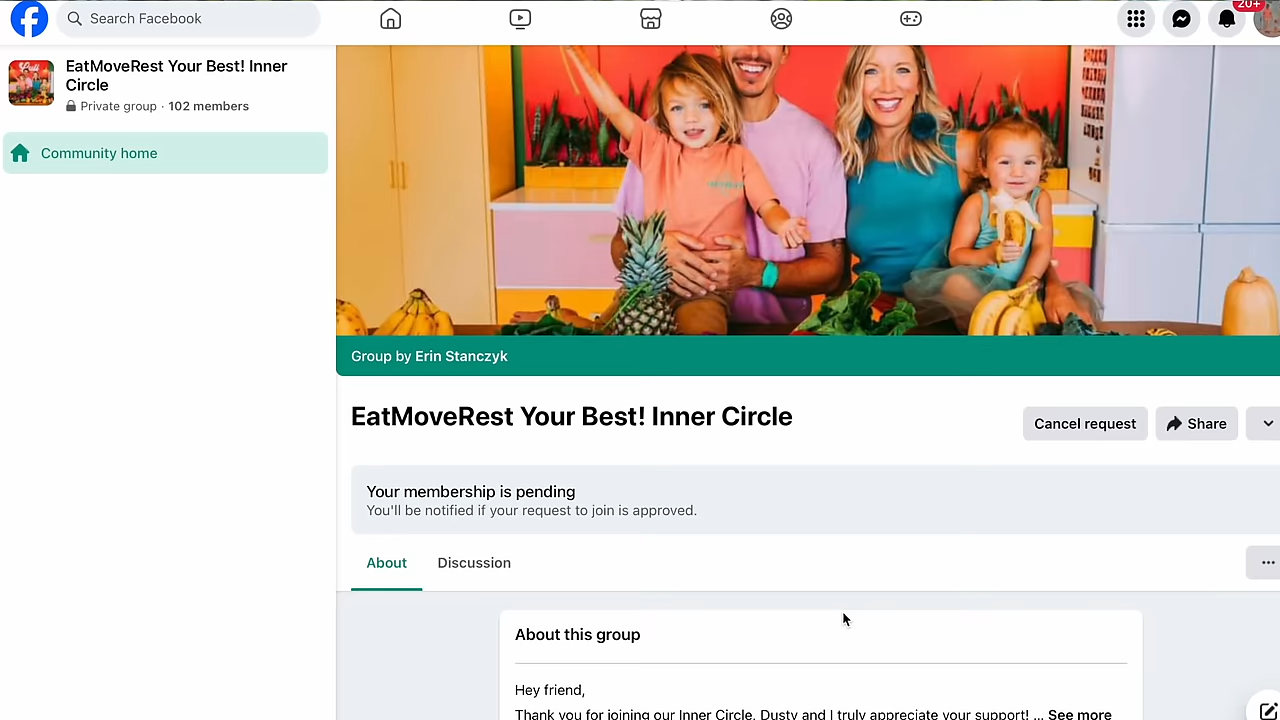 Search Facebook
20+
EatMoveRest Your Best! Inner
Circle
Private group · 102 members
Community home
Group by Erin Stanczyk
EatMoveRest Your Best! Inner Circle
Cancel request
Share
Your membership is pending
You'll be notified if your request to join is approved.
About
Discussion
About this group
Hey friend,
Thank you for joining our Inner Circle. Dusty and I truly appreciate your support! ... See more